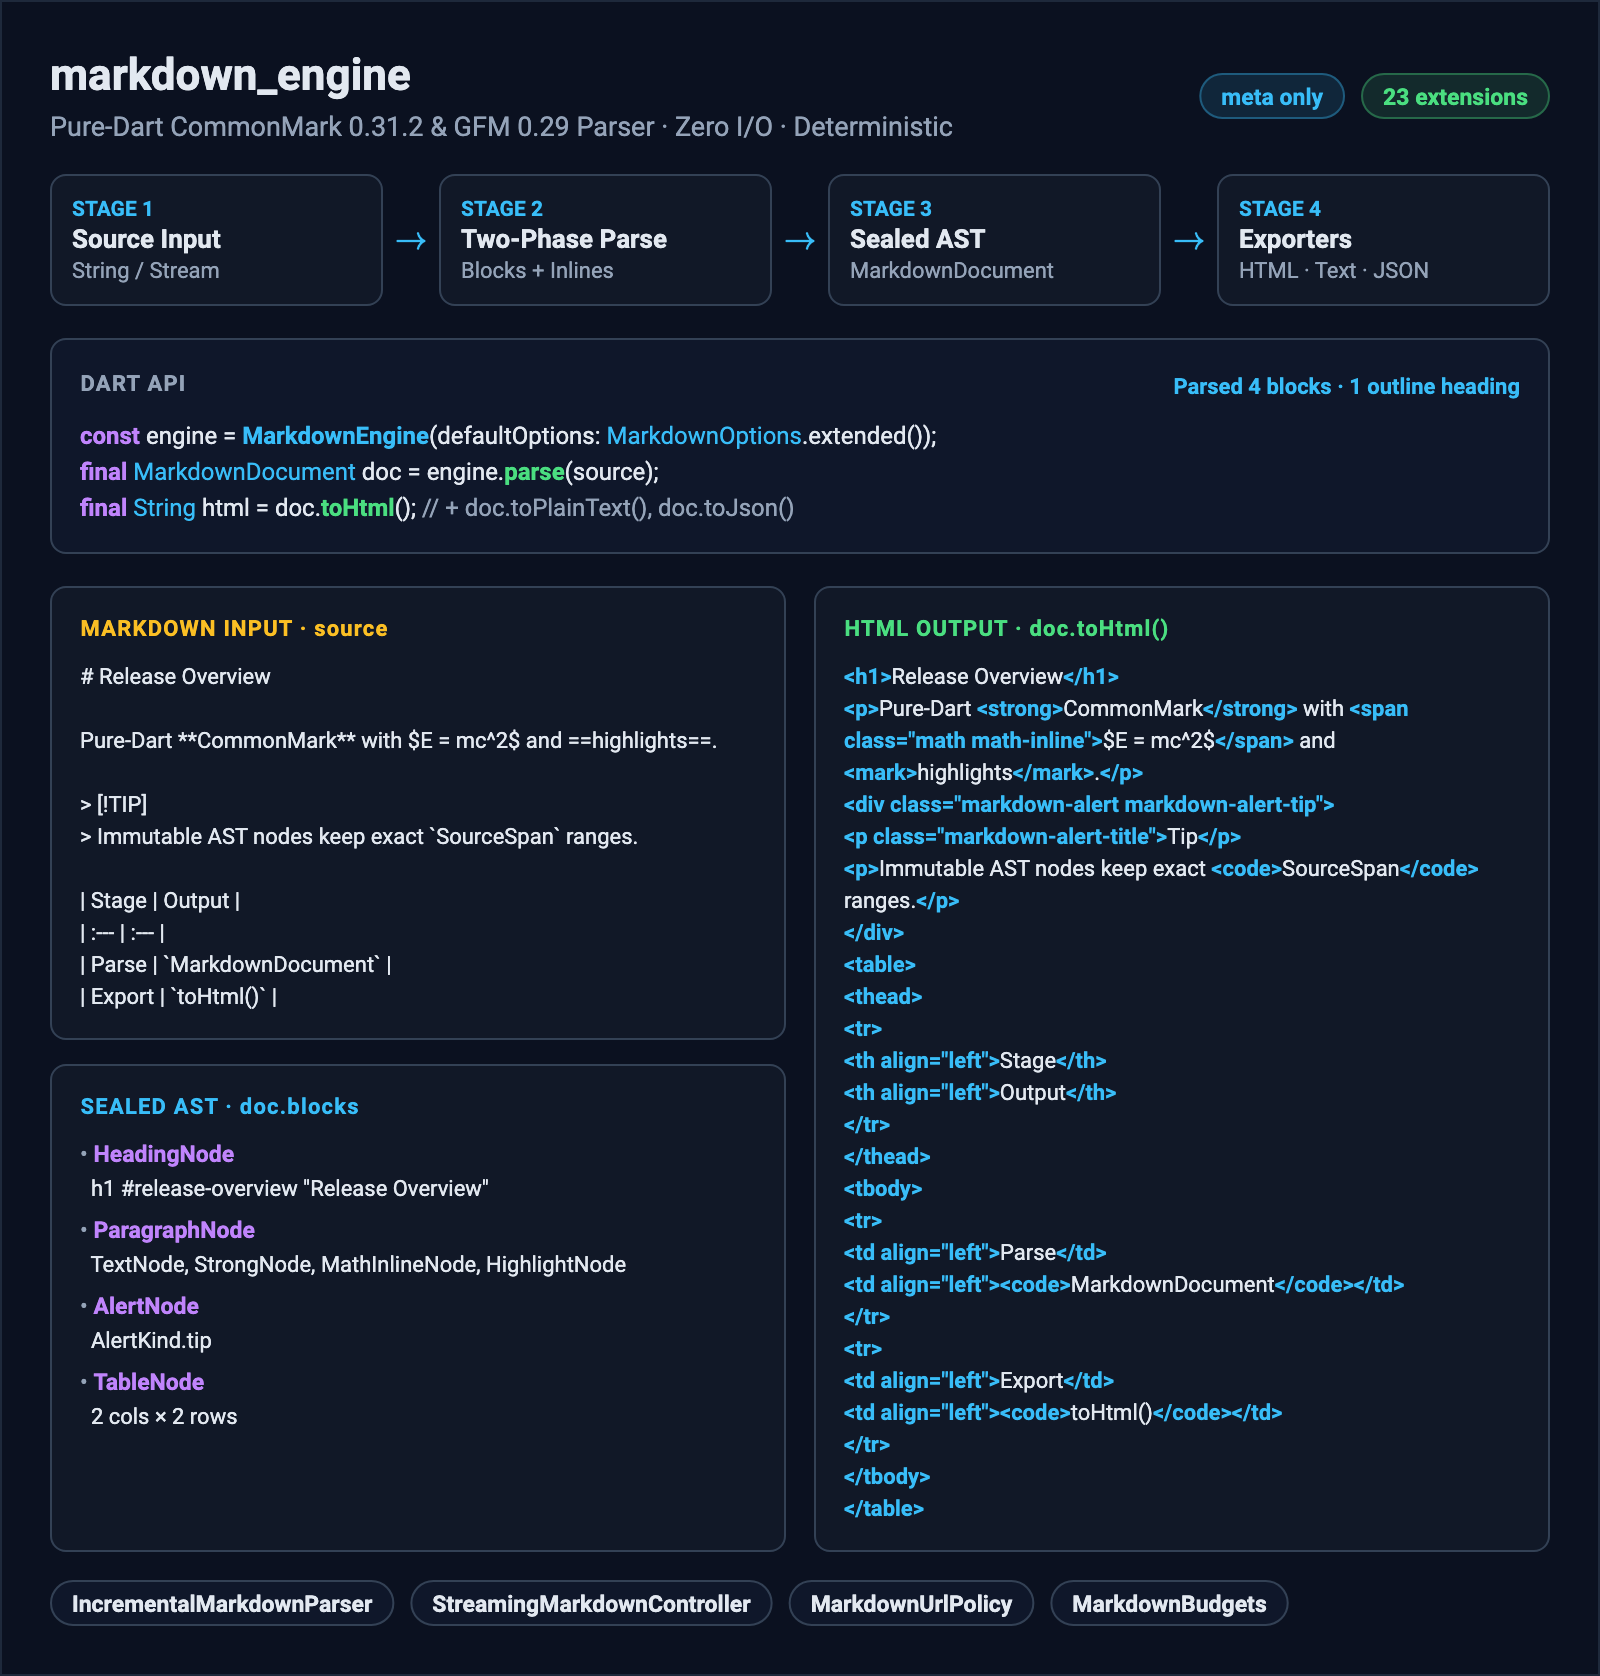 markdown_engine
Pure-Dart CommonMark 0.31.2 & GFM 0.29 Parser · Zero I/O · Deterministic
meta only
23 extensions
STAGE 1
Source Input
String / Stream
→
STAGE 2
Two-Phase Parse
Blocks + Inlines
→
STAGE 3
Sealed AST
MarkdownDocument
→
STAGE 4
Exporters
HTML · Text · JSON
DART API
Parsed 4 blocks · 1 outline heading
const engine = MarkdownEngine(defaultOptions: MarkdownOptions.extended());
final MarkdownDocument doc = engine.parse(source);
final String html = doc.toHtml(); // + doc.toPlainText(), doc.toJson()
MARKDOWN INPUT · source
# Release Overview
Pure-Dart **CommonMark** with $E = mc^2$ and ==highlights==.
> [!TIP]
> Immutable AST nodes keep exact `SourceSpan` ranges.
| Stage | Output |
| :--- | :--- |
| Parse | `MarkdownDocument` |
| Export | `toHtml()` |
SEALED AST · doc.blocks
• HeadingNode
h1 #release-overview "Release Overview"
• ParagraphNode
TextNode, StrongNode, MathInlineNode, HighlightNode
• AlertNode
AlertKind.tip
• TableNode
2 cols × 2 rows
HTML OUTPUT · doc.toHtml()
<h1>Release Overview</h1>
<p>Pure-Dart <strong>CommonMark</strong> with <span
class="math math-inline">$E = mc^2$</span> and
<mark>highlights</mark>.</p>
<div class="markdown-alert markdown-alert-tip">
<p class="markdown-alert-title">Tip</p>
<p>Immutable AST nodes keep exact <code>SourceSpan</code>
ranges.</p>
</div>
<table>
<thead>
<tr>
<th align="left">Stage</th>
<th align="left">Output</th>
</tr>
</thead>
<tbody>
<tr>
<td align="left">Parse</td>
<td align="left"><code>MarkdownDocument</code></td>
</tr>
<tr>
<td align="left">Export</td>
<td align="left"><code>toHtml()</code></td>
</tr>
</tbody>
</table>
IncrementalMarkdownParser
StreamingMarkdownController
MarkdownUrlPolicy
MarkdownBudgets